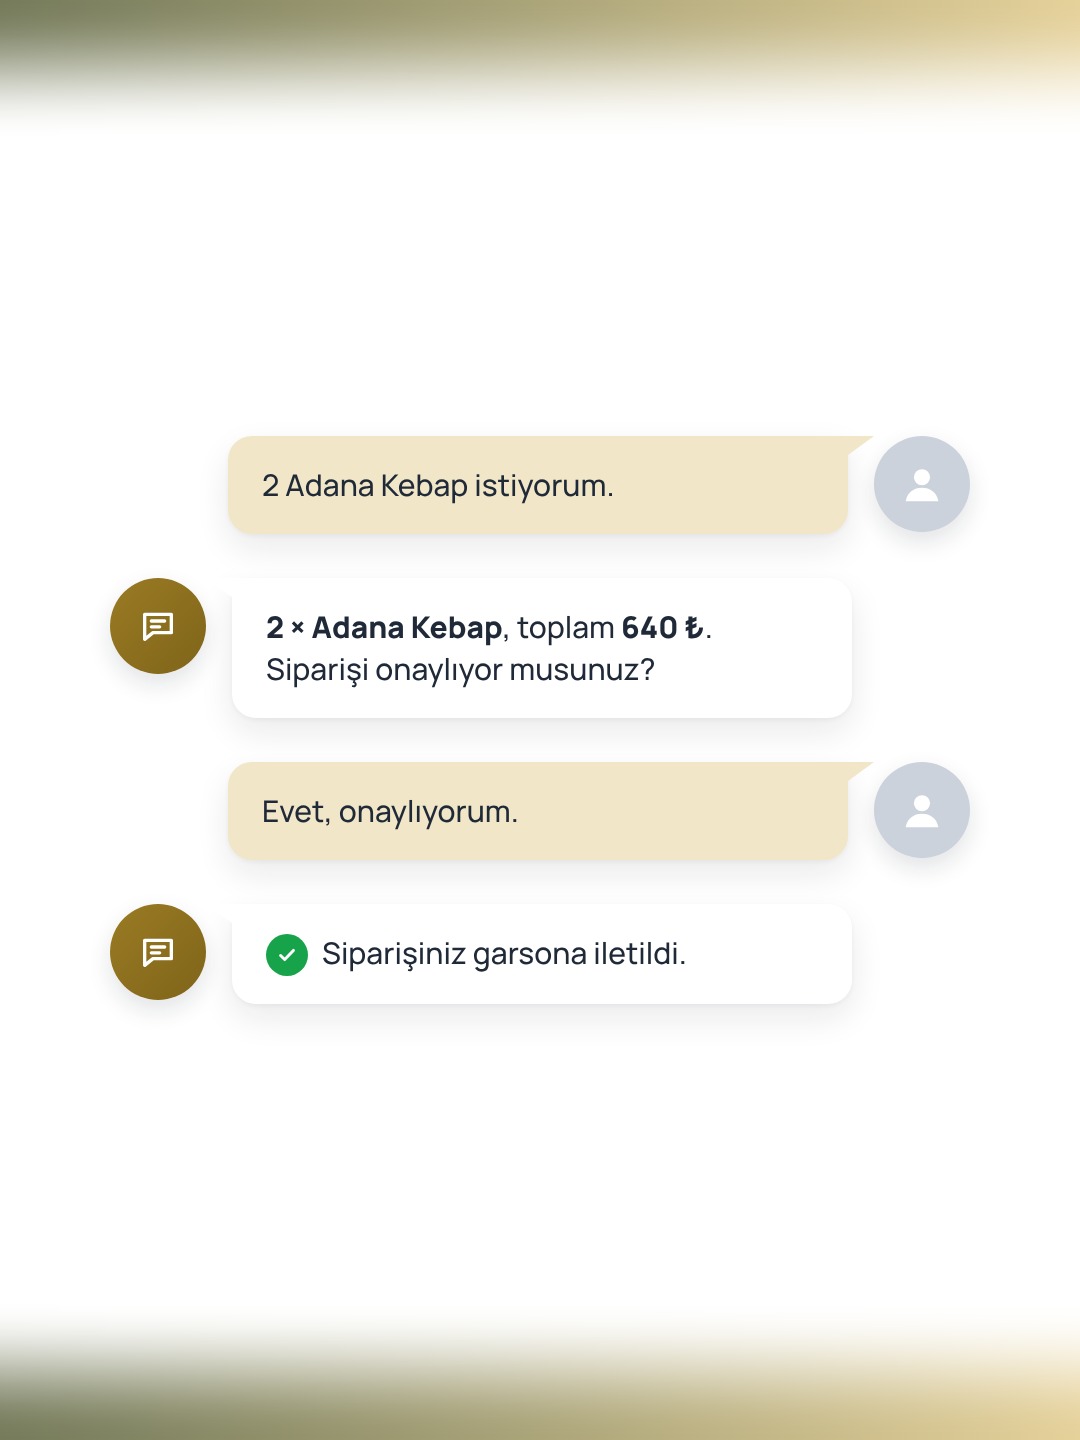 2 Adana Kebap istiyorum.
2 × Adana Kebap, toplam 640 ₺.
Siparişi onaylıyor musunuz?
Evet, onaylıyorum.
Siparişiniz garsona iletildi.